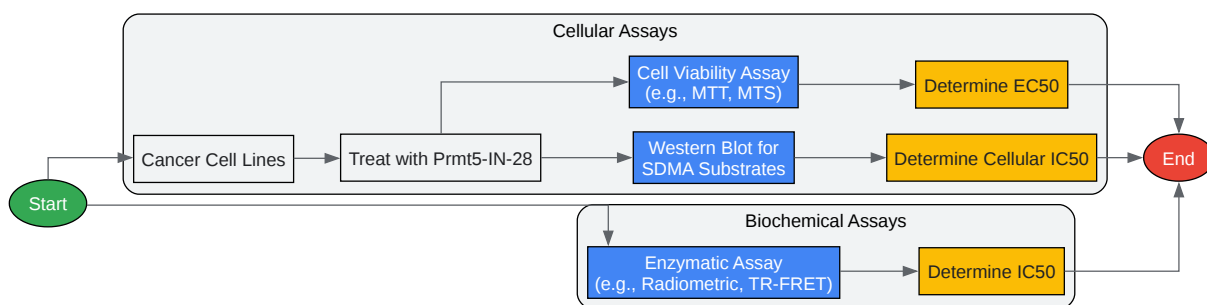 Cellular Assays
Cell Viability Assay
(e.g., MTT, MTS)
Determine EC50
Cancer Cell Lines
Treat with Prmt5-IN-28
Western Blot for
SDMA Substrates
Determine Cellular IC50
End
Start
Biochemical Assays
Enzymatic Assay
(e.g., Radiometric, TR-FRET)
Determine IC50